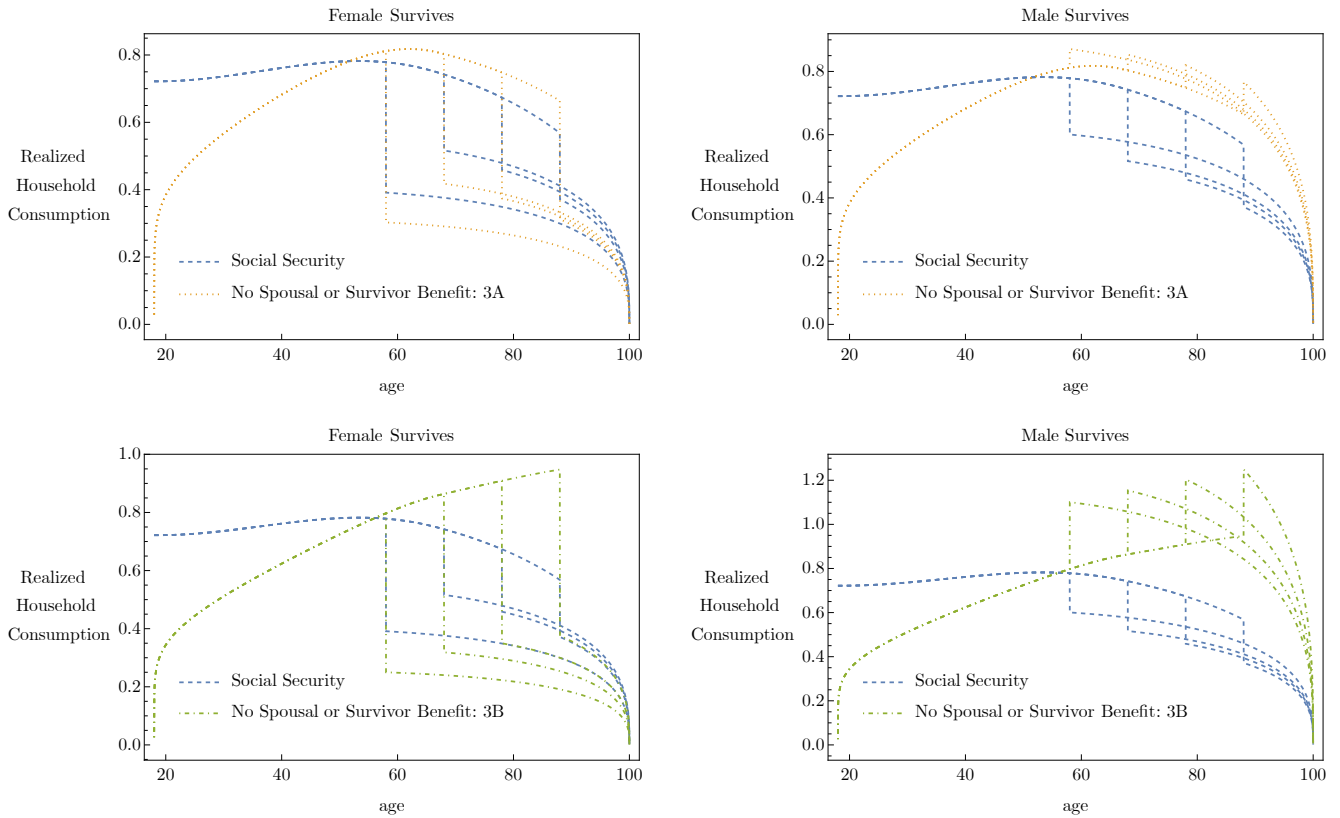 Female Survives
0.8
0.6
Realized
Household
0.4
Consumption
Social Security
0.2
No Spousal or Survivor Benefit: 3A
0.0
20 40 60 80 100
age
Male Survives
0.8
0.6
Realized
Household
0.4
Consumption
Social Security
0.2
No Spousal or Survivor Benefit: 3A
0.0
20 40 60 80 100
age
Female Survives
1.0
0.8
0.6
Realized
Household
0.4
Consumption
Social Security
0.2
No Spousal or Survivor Benefit: 3B
0.0
20 40 60 80 100
age
Male Survives
1.2
1.0
0.8
Realized
0.6
Household
Consumption
0.4
Social Security
0.2
No Spousal or Survivor Benefit: 3B
0.0
20 40 60 80 100
age